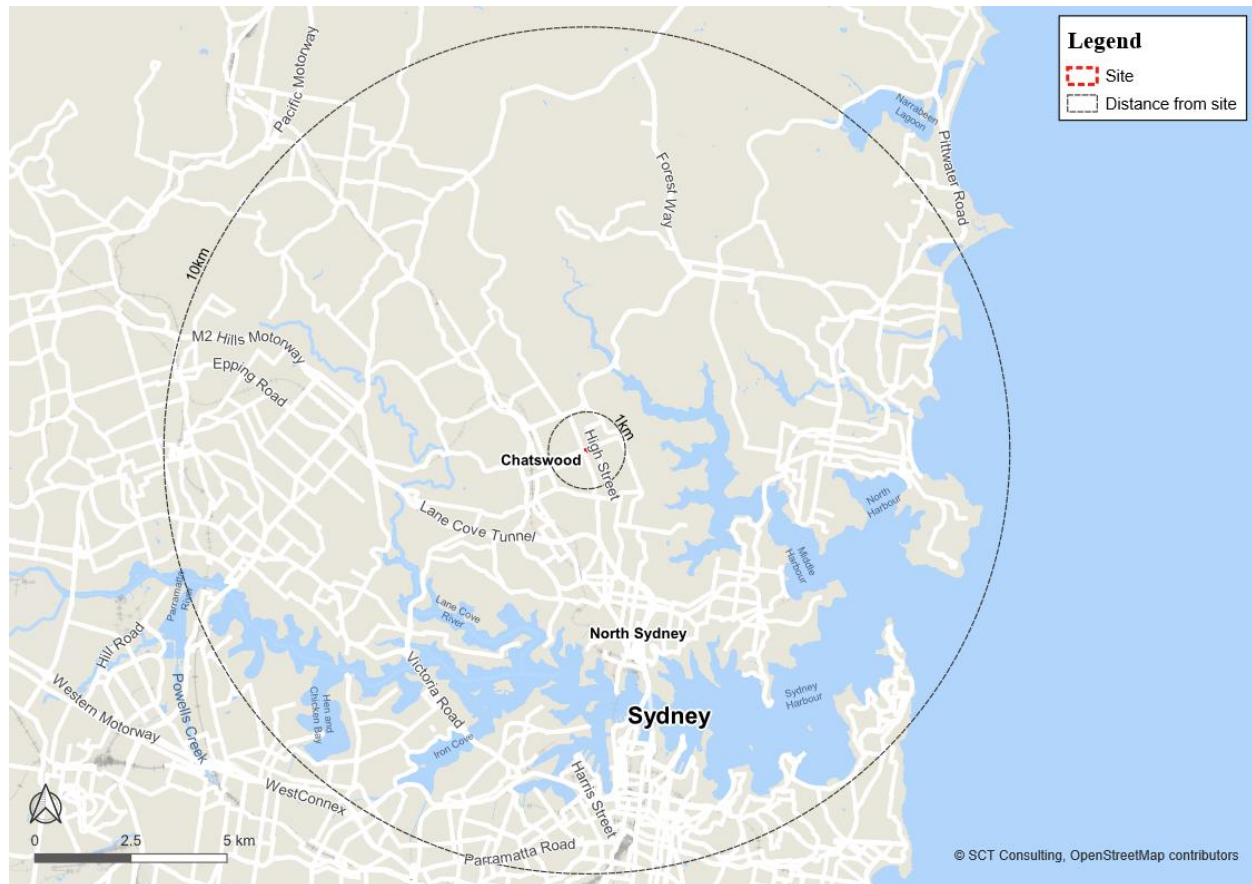 Legend
Site
Distance from site
Pacific Motorway
Narrabeen
Lagoon
Pittwater Road
Forest Way
10km
M2 Hills Motorway
Epping Road
1km
High Street
Chatswood
Lane Cove Tunnel
North
Harbour
Middle
Harbour
Parramatta
River
Lane Cove
River
North Sydney
Hill Road
Victoria Road
Powells Creek
Western Motorway
Hen and
Chicken Bay
Sydney
Harbour
Sydney
Iron Cove
Harris Street
WestConnex
Parramatta Road
0 2.5 5 km
© SCT Consulting, OpenStreetMap contributors